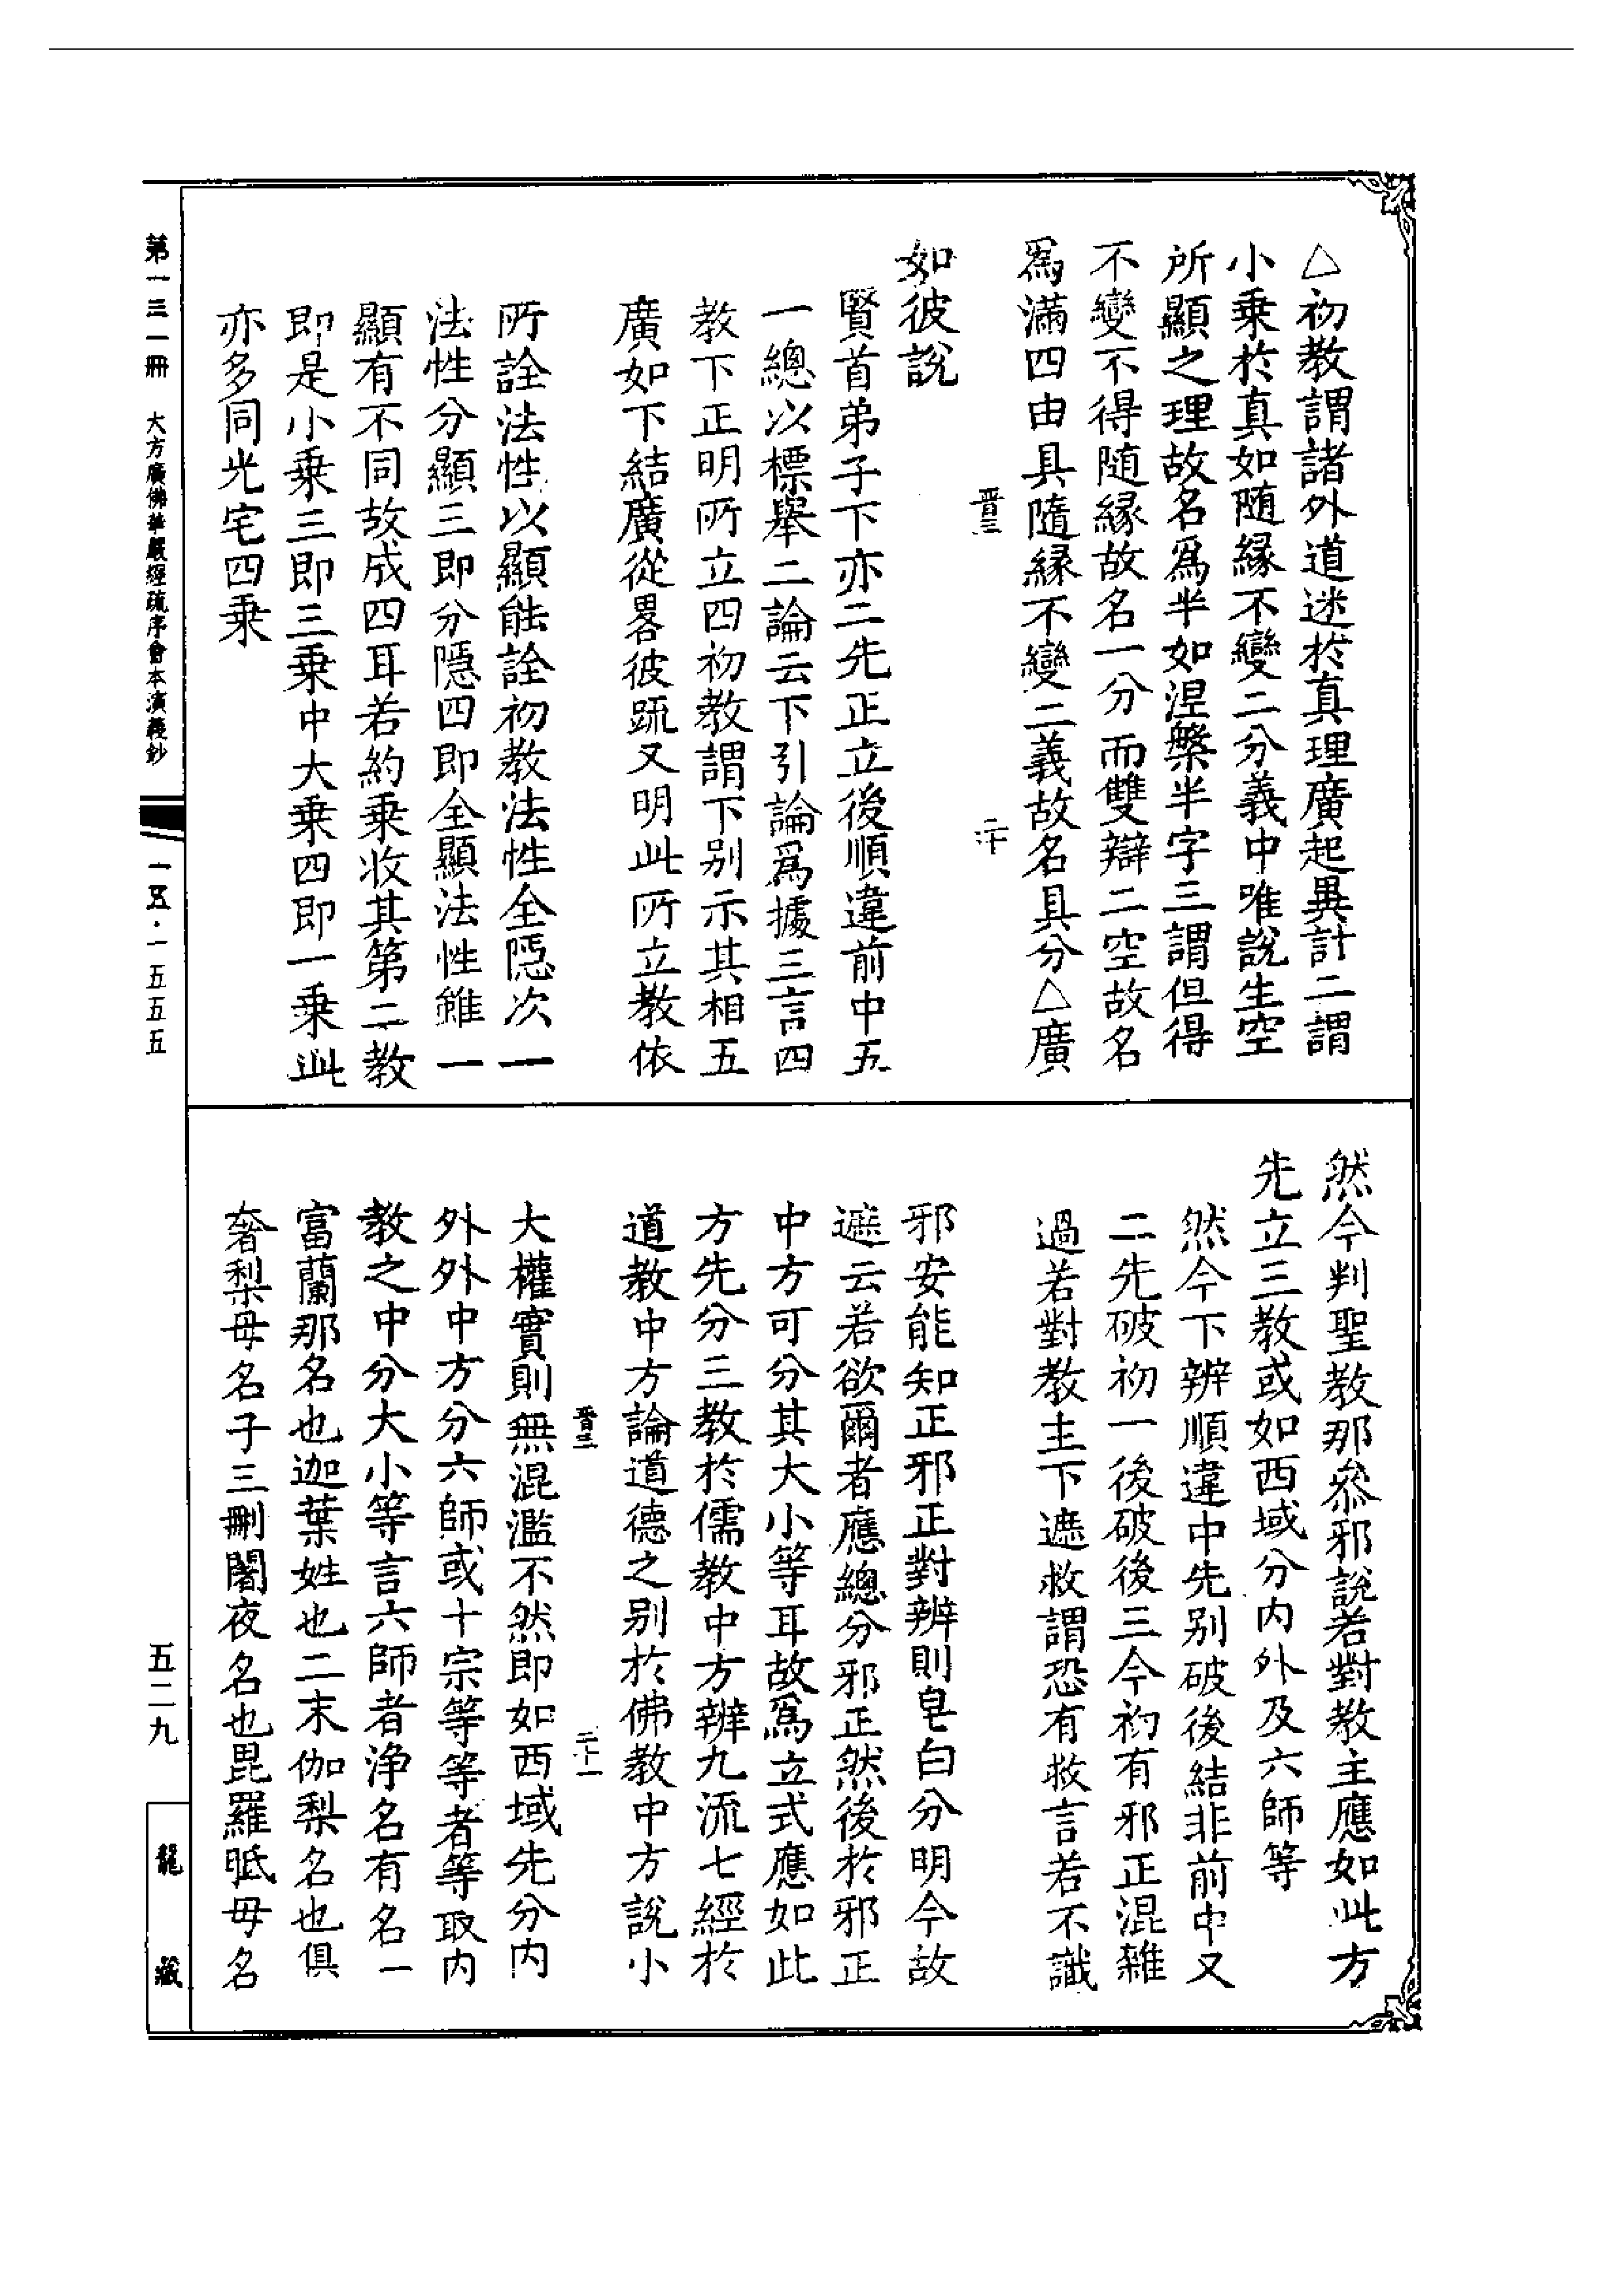 △初教謂諸外道迷於真理廣起異計二謂
小乗於真如随縁不變二分義中唯說生空
所顯之理故名爲半如涅槃半字三謂但得
不變不得随縁故名一分而雙辯二空故名
爲滿四由具隨縁不變二義故名具分△廣
晋三
二十
如彼說
賢首弟子下亦二先正立後順違前中五
一總以標舉二論云下引論爲據三言四
教下正明所立四初教謂下別示其相五
廣如下結廣從畧彼䟽又明此所立教依
所詮法性以顯能詮初教法性全隱次一
法性分顯三即分隱四即全顯法性雖一
顯有不同故成四耳若約乗收其第二教
即是小乗三即三乗中大乗四即一乗此
亦多同光宅四乗
然今判聖教那叅邪說若對教主應如此方
先立三教或如西域分内外及六師等
然今下辨順違中先別破後結非前中又
二先破初一後破後三今初有邪正混雜
過若對教主下遮救謂恐有救言若不識
邪安能知正邪正對辨則皂白分明今故
遮云若欲爾者應總分邪正然後於邪正
中方可分其大小等耳故爲立式應如此
方先分三教於儒教中方辨九流七經於
道教中方論道德之別於佛教中方說小
晋三
二十一
大權實則無混濫不然即如西域先分内
外外中方分六師或十宗等等者等取内
教之中分大小等言六師者净名有名一
富蘭那名也迦葉姓也二末伽梨名也俱
奢梨母名子三刪闍夜名也毘羅胝母名
第一三一冊　大方廣佛華嚴經疏序會本演義鈔
一五·一五五五
五二九
龍藏